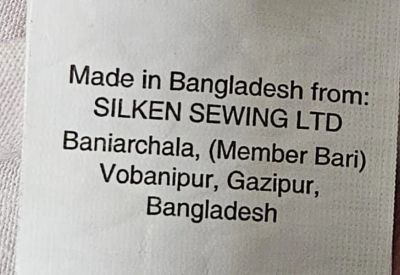 Made in Bangladesh from:
SILKEN SEWING LTD
Baniarchala, (Member Bari)
Vobanipur, Gazipur,
Bangladesh